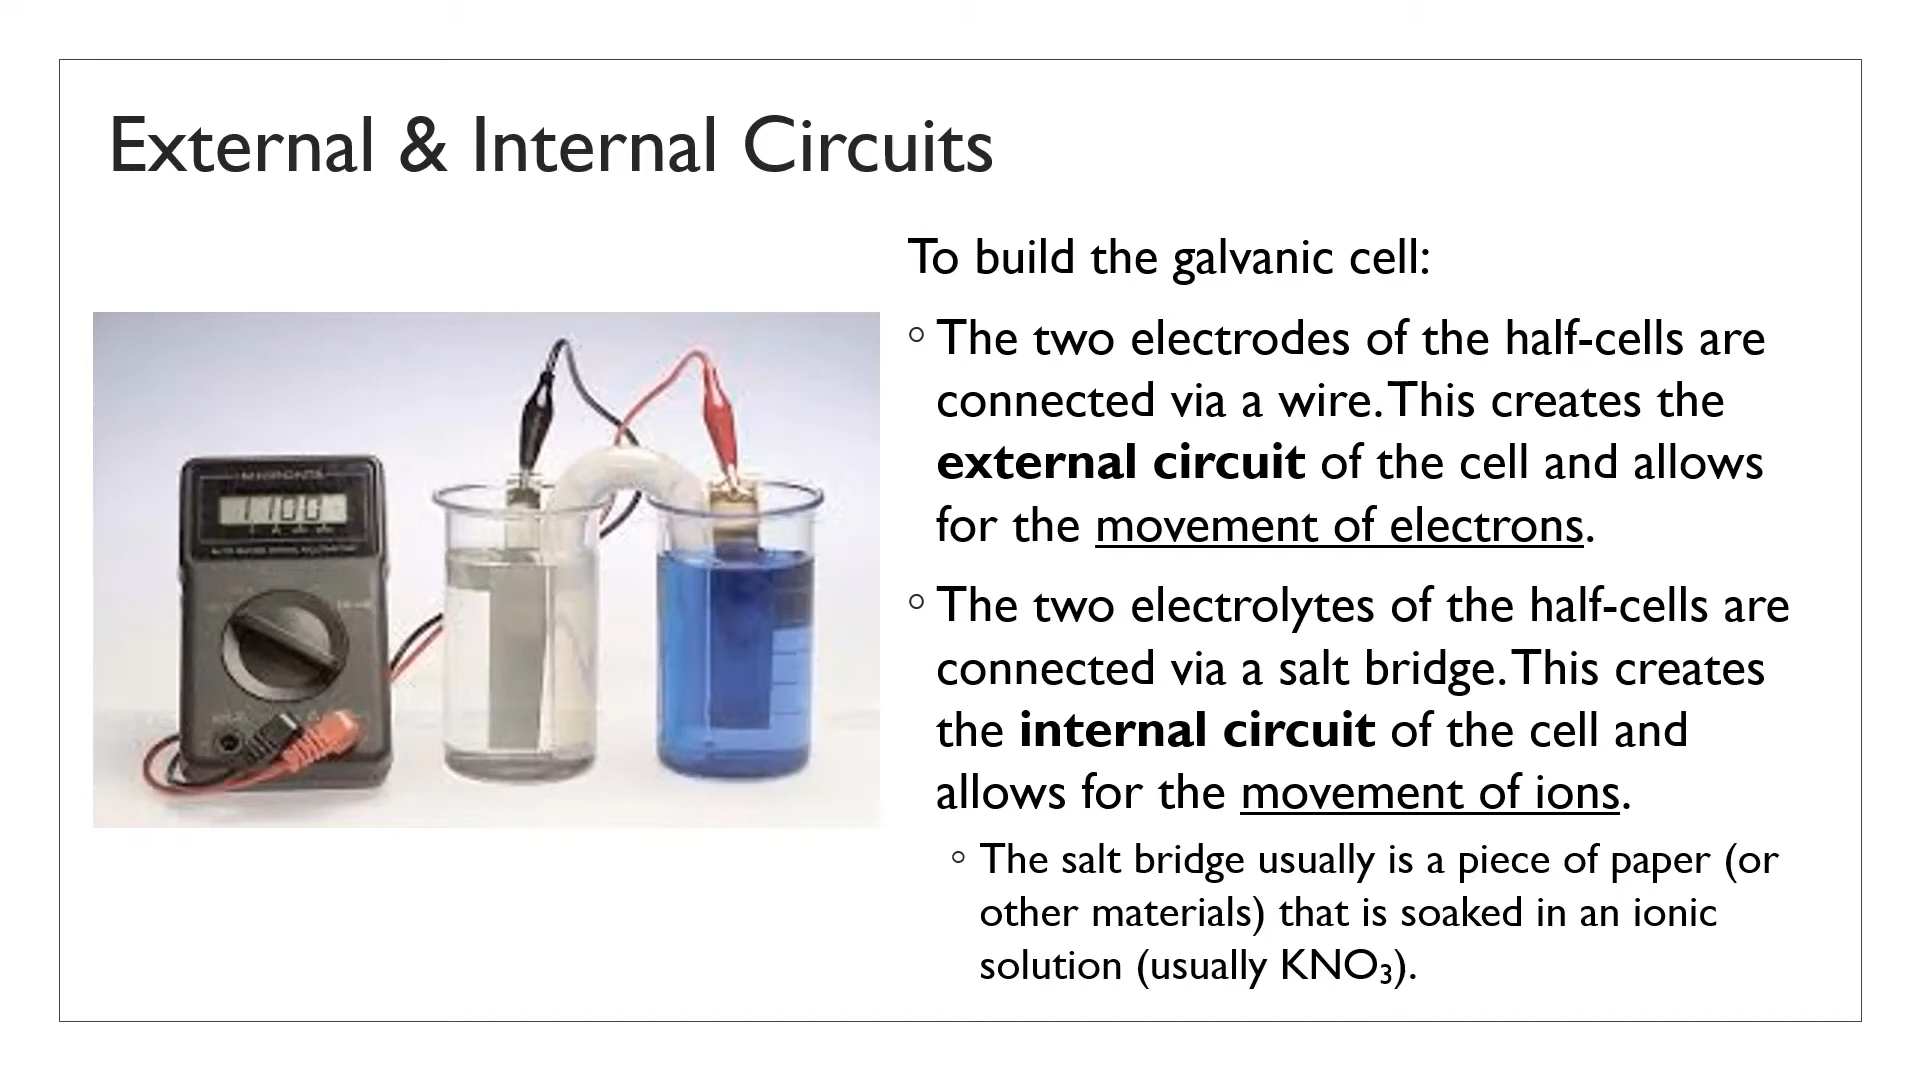 External & Internal Circuits
To build the galvanic cell:
The two electrodes of the half-cells are
connected via a wire. This creates the
external circuit of the cell and allows
for the movement of electrons.
The two electrolytes of the half-cells are
connected via a salt bridge. This creates
the internal circuit of the cell and
allows for the movement of ions.
The salt bridge usually is a piece of paper (or
other materials) that is soaked in an ionic
solution (usually KNO₃).